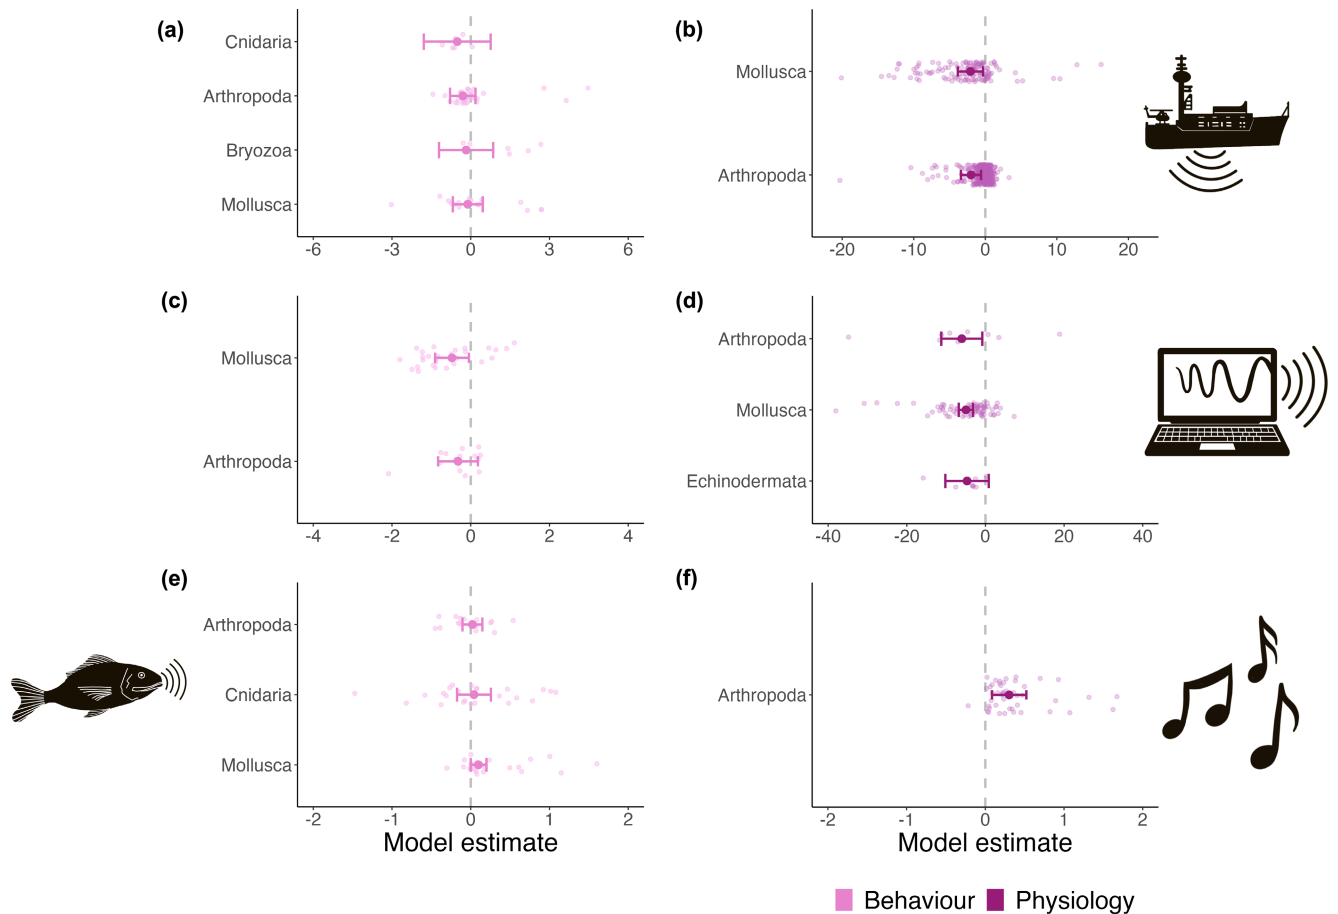 (a)
Cnidaria
Arthropoda
Bryozoa
Mollusca
-6 -3 0 3 6
(b)
Mollusca
Arthropoda
-20 -10 0 10 20
(c)
Mollusca
Arthropoda
-4 -2 0 2 4
(d)
Arthropoda
Mollusca
Echinodermata
-40 -20 0 20 40
(e)
Arthropoda
Cnidaria
Mollusca
-2 -1 0 1 2
Model estimate
(f)
Arthropoda
-2 -1 0 1 2
Model estimate
Behaviour Physiology